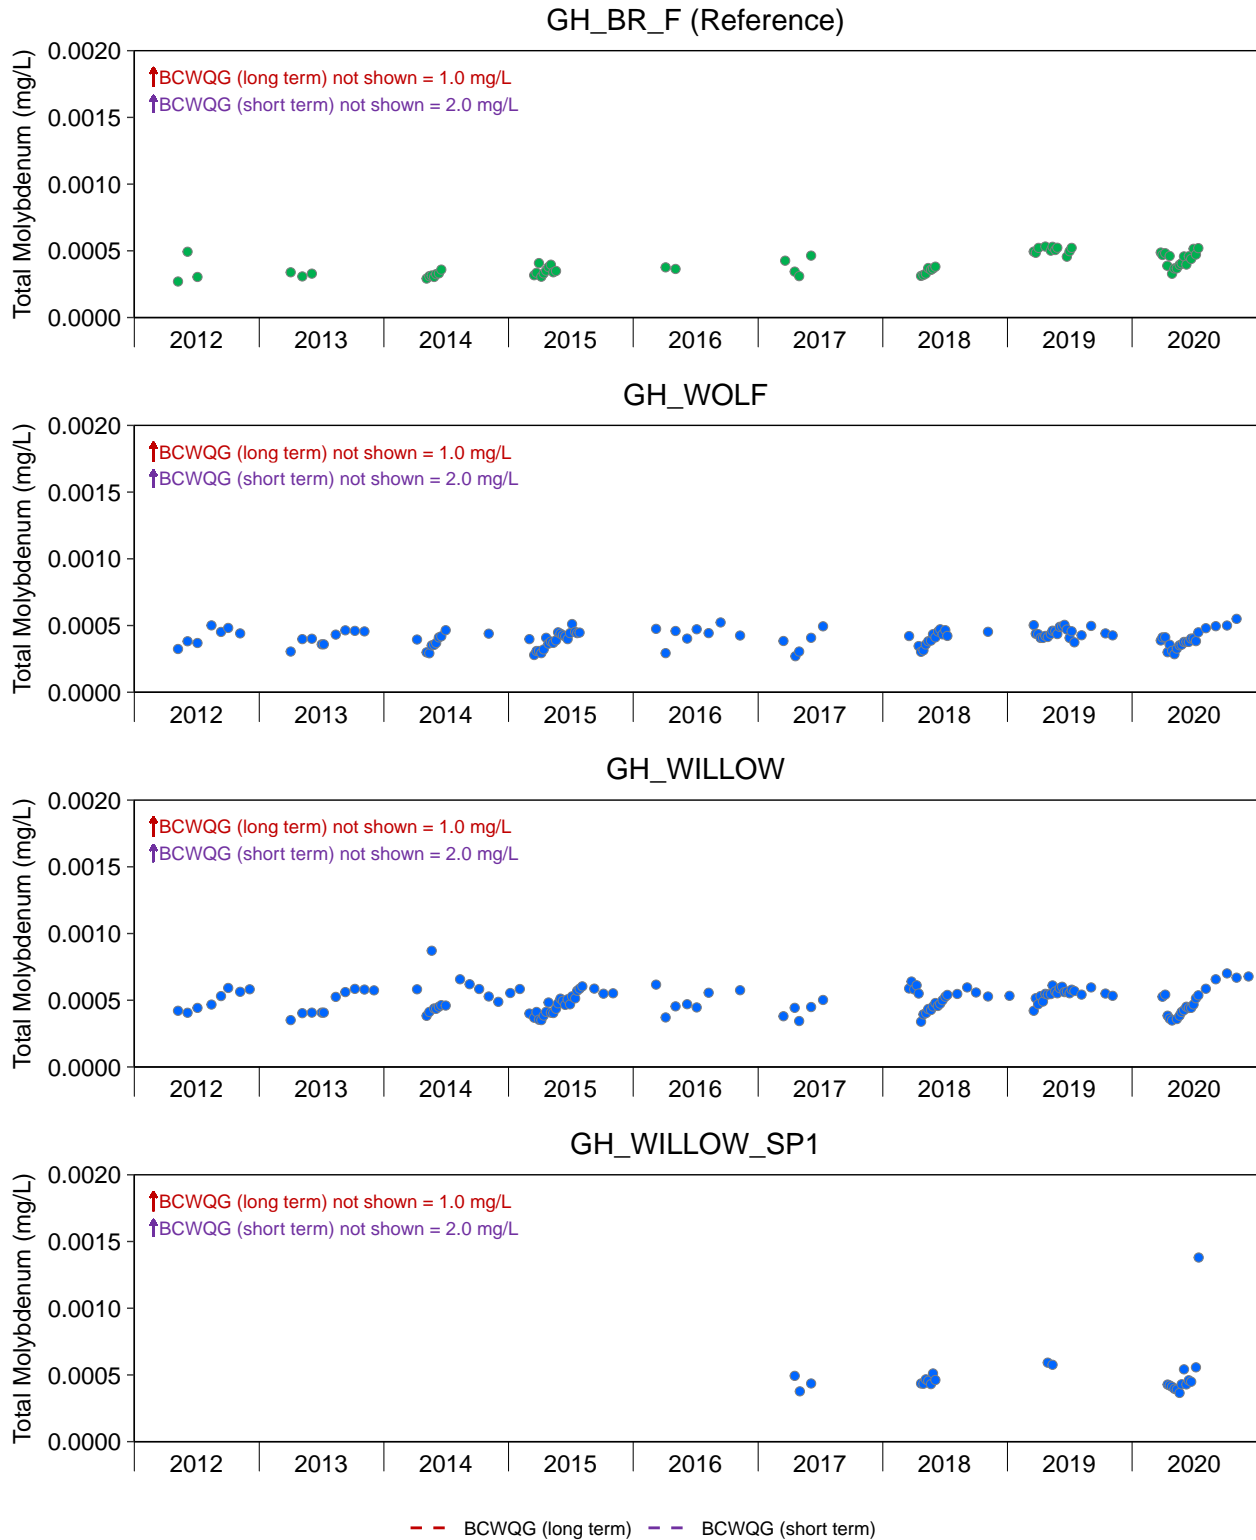 GH_BR_F (Reference)
Total Molybdenum (mg/L)
0.0020
0.0015
0.0010
0.0005
0.0000
↑BCWQG (long term) not shown = 1.0 mg/L
↑BCWQG (short term) not shown = 2.0 mg/L
2012 2013 2014 2015 2016 2017 2018 2019 2020
GH_WOLF
Total Molybdenum (mg/L)
0.0020
0.0015
0.0010
0.0005
0.0000
↑BCWQG (long term) not shown = 1.0 mg/L
↑BCWQG (short term) not shown = 2.0 mg/L
2012 2013 2014 2015 2016 2017 2018 2019 2020
GH_WILLOW
Total Molybdenum (mg/L)
0.0020
0.0015
0.0010
0.0005
0.0000
↑BCWQG (long term) not shown = 1.0 mg/L
↑BCWQG (short term) not shown = 2.0 mg/L
2012 2013 2014 2015 2016 2017 2018 2019 2020
GH_WILLOW_SP1
Total Molybdenum (mg/L)
0.0020
0.0015
0.0010
0.0005
0.0000
↑BCWQG (long term) not shown = 1.0 mg/L
↑BCWQG (short term) not shown = 2.0 mg/L
2012 2013 2014 2015 2016 2017 2018 2019 2020
BCWQG (long term) BCWQG (short term)